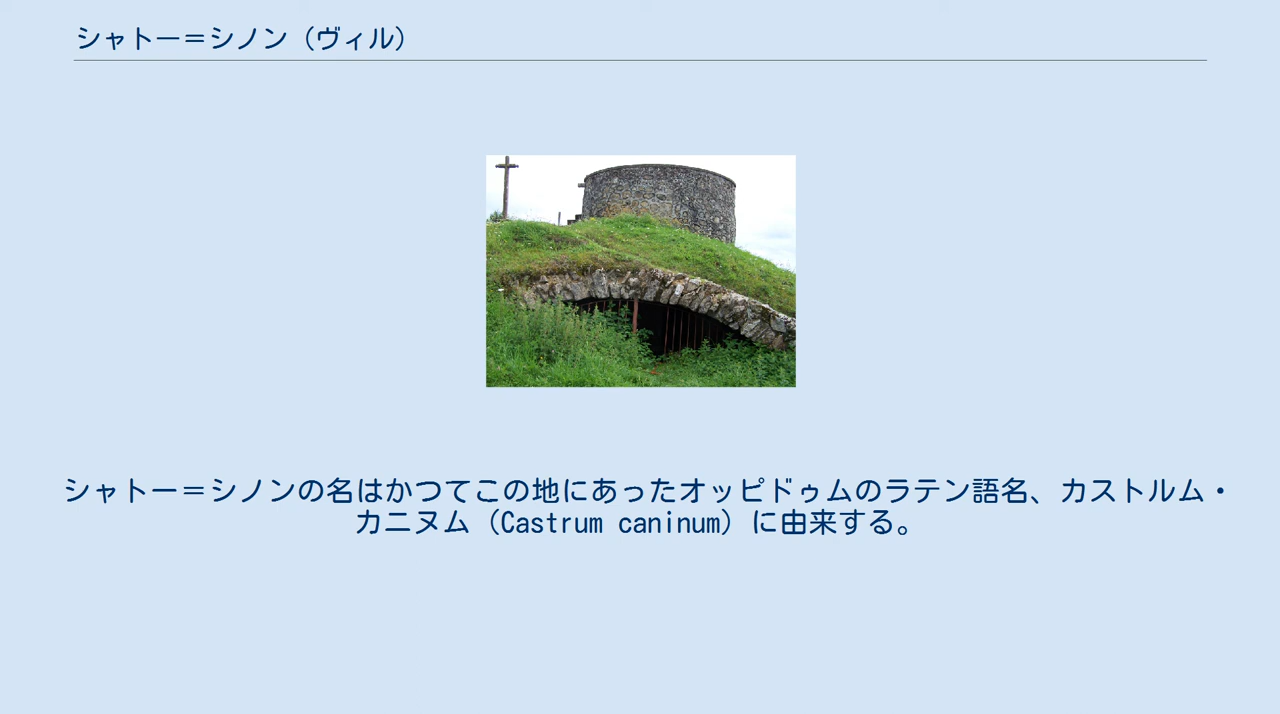 シャトー＝シノン（ヴィル）
シャトー＝シノンの名はかつてこの地にあったオッピドゥムのラテン語名、カストルム・
カニヌム（Castrum caninum）に由来する。